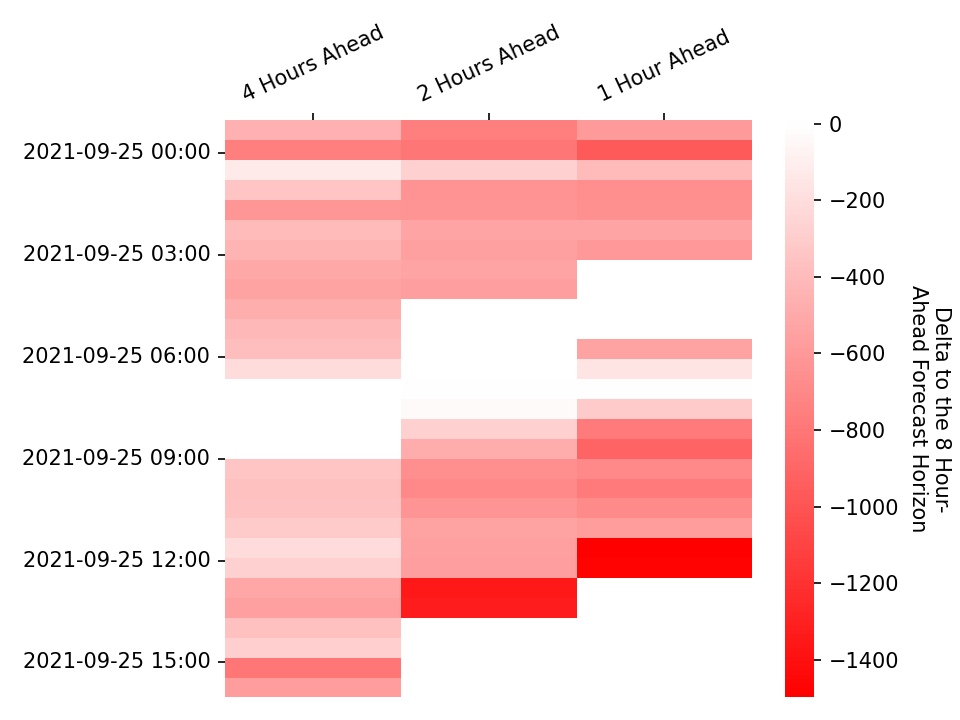 4 Hours Ahead
2 Hours Ahead
1 Hour Ahead
2021-09-25 00:00
2021-09-25 03:00
2021-09-25 06:00
2021-09-25 09:00
2021-09-25 12:00
2021-09-25 15:00
0
−200
−400
−600
−800
−1000
−1200
−1400
Delta to the 8 Hour-
Ahead Forecast Horizon